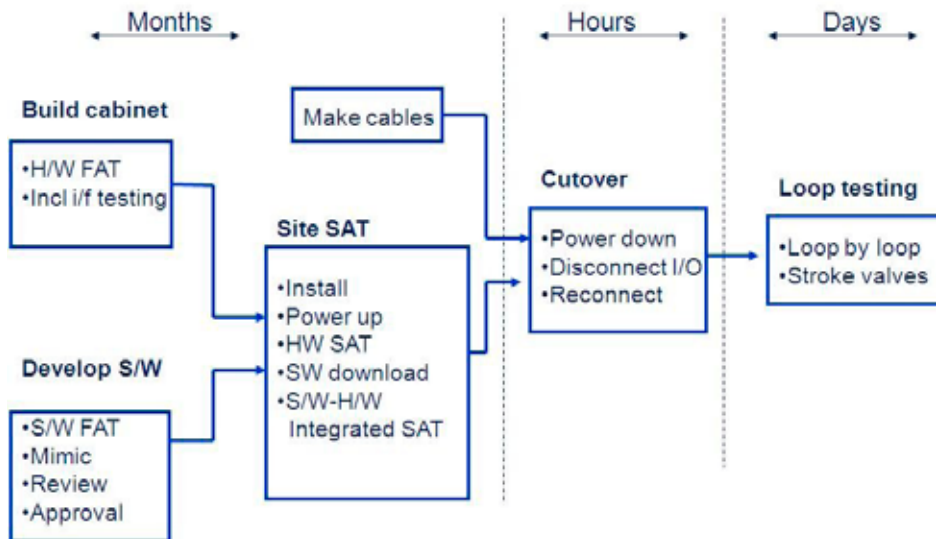 Months
Hours
Days
Build cabinet
•H/W FAT
•Incl i/f testing
Make cables
Develop S/W
•S/W FAT
•Mimic
•Review
•Approval
Site SAT
•Install
•Power up
•HW SAT
•SW download
•S/W-H/W
Integrated SAT
Cutover
•Power down
•Disconnect I/O
•Reconnect
Loop testing
•Loop by loop
•Stroke valves